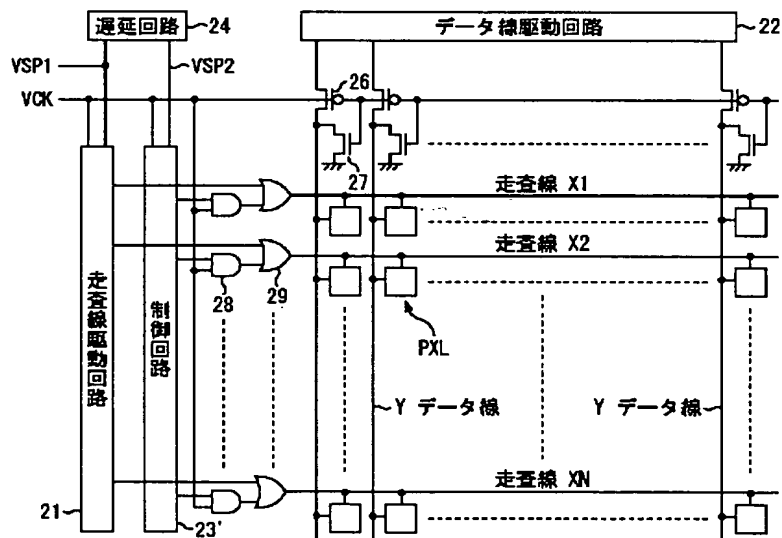 遅延回路
24
データ線駆動回路
22
VSP1
VSP2
VCK
26
27
走査線 X1
走査線 X2
28
29
PXL
走査線駆動回路
制御回路
Y データ線
Y データ線
走査線 XN
21
23'